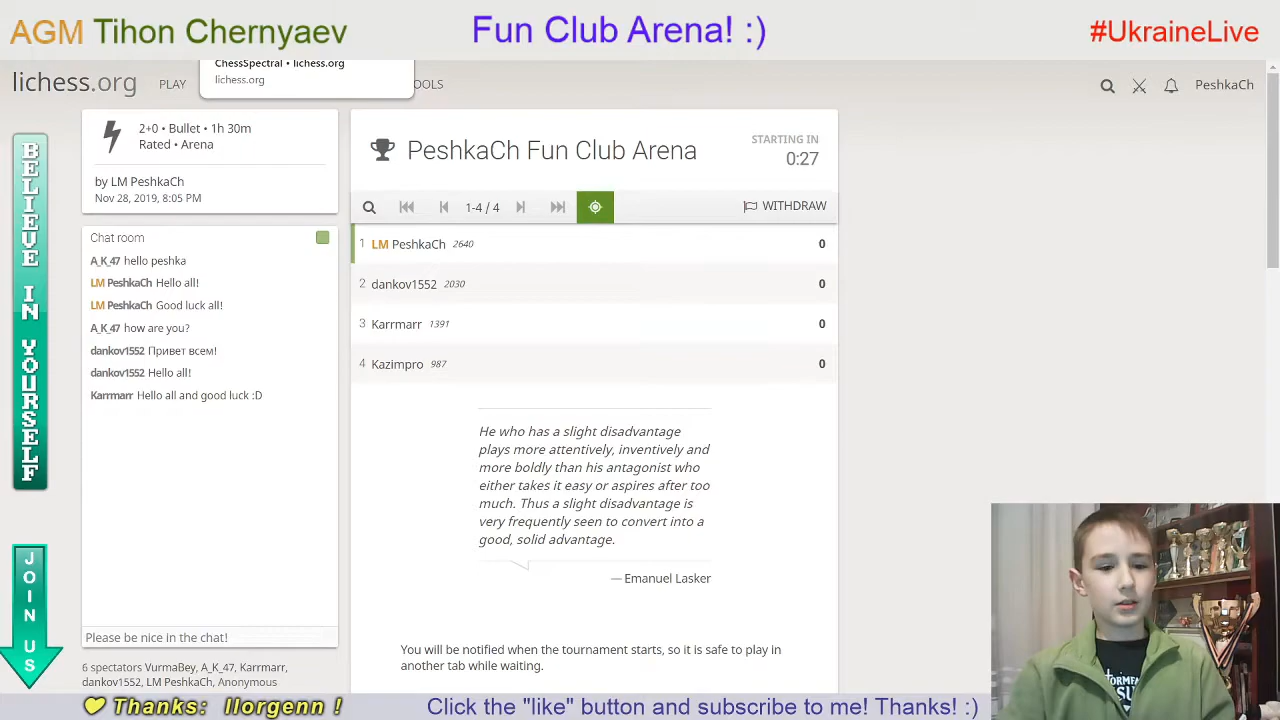 AGM Tihon Chernyaev
Fun Club Arena! :)
#UkraineLive
lichess.org
PLAY
ChessSpectral • lichess.org
lichess.org
OOLS
PeshkaCh
2+0 • Bullet • 1h 30m
Rated • Arena
by LM PeshkaCh
Nov 28, 2019, 8:05 PM
PeshkaCh Fun Club Arena
STARTING IN
0:27
1-4 / 4
WITHDRAW
1 LM PeshkaCh 2640 0
2 dankov1552 2030 0
3 Karrmarr 1391 0
4 Kazimpro 987 0
Chat room
A_K_47 hello peshka
LM PeshkaCh Hello all!
LM PeshkaCh Good luck all!
A_K_47 how are you?
dankov1552 Привет всем!
dankov1552 Hello all!
Karrmarr Hello all and good luck :D
Please be nice in the chat!
6 spectators VurmaBey, A_K_47, Karrmarr,
dankov1552, LM PeshkaCh, Anonymous
He who has a slight disadvantage
plays more attentively, inventively and
more boldly than his antagonist who
either takes it easy or aspires after too
much. Thus a slight disadvantage is
very frequently seen to convert into a
good, solid advantage.
— Emanuel Lasker
You will be notified when the tournament starts, so it is safe to play in
another tab while waiting.
BELIEVE IN YOURSELF
JOIN US
Thanks: llorgenn !
Click the "like" button and subscribe to me! Thanks! :)